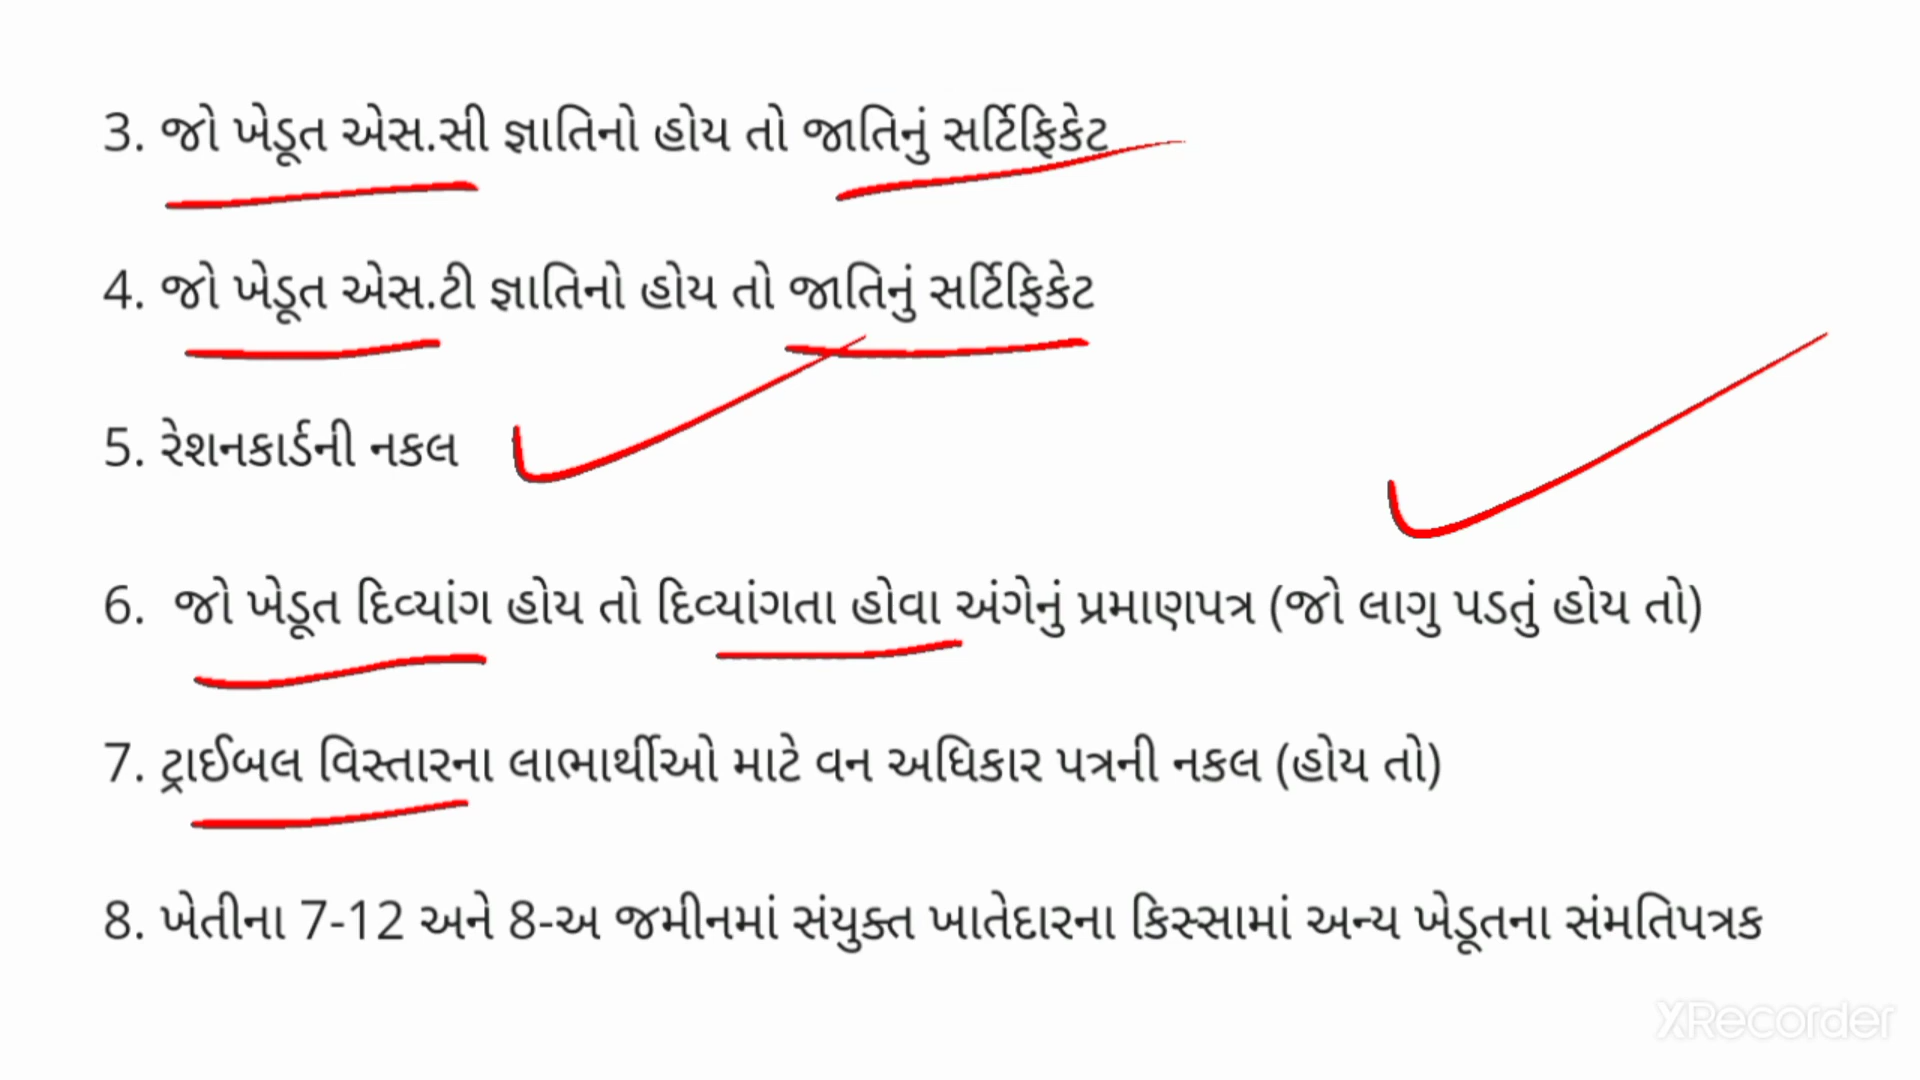 3. જો ખેડૂત એસ.સી જ્ઞાતિનો હોય તો જાતિનું સર્ટિફિકેટ
4. જો ખેડૂત એસ.ટી જ્ઞાતિનો હોય તો જાતિનું સર્ટિફિકેટ
5. રેશનકાર્ડની નકલ
6. જો ખેડૂત દિવ્યાંગ હોય તો દિવ્યાંગતા હોવા અંગેનું પ્રમાણપત્ર (જો લાગુ પડતું હોય તો)
7. ટ્રાઈબલ વિસ્તારના લાભાર્થીઓ માટે વન અધિકાર પત્રની નકલ (હોય તો)
8. ખેતીના 7-12 અને 8-અ જમીનમાં સંયુક્ત ખાતેદારના કિસ્સામાં અન્ય ખેડૂતના સંમતિપત્રક
XRecorder